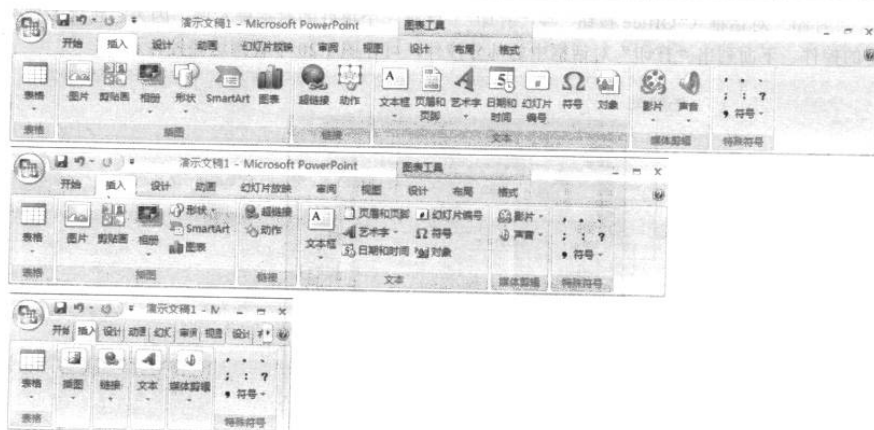 演示文稿1 - Microsoft PowerPoint 图表工具
开始 插入 设计 动画 幻灯片放映 审阅 视图 设计 布局 格式
表格 图片 剪贴画 相册 形状 SmartArt 图表 超链接 动作 文本框 页眉和页脚 艺术字 日期和时间 幻灯片编号 符号 对象 影片 声音 符号
表格 插图 链接 文本 媒体剪辑 特殊符号
演示文稿1 - Microsoft PowerPoint 图表工具
开始 插入 设计 动画 幻灯片放映 审阅 视图 设计 布局 格式
表格 图片 剪贴画 相册 形状 SmartArt 图表 超链接 动作 文本框 页眉和页脚 艺术字 日期和时间 幻灯片编号 符号 对象 影片 声音 符号
表格 插图 链接 文本 媒体剪辑 特殊符号
演示文稿1 - M
开始 插入 设计 动画 幻灯 审阅 视图 设计
表格 插图 链接 文本 媒体剪辑 符号
表格 特殊符号